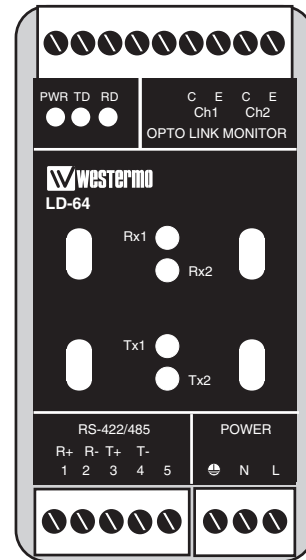 PWR TD RD
C E C E
Ch1 Ch2
OPTO LINK MONITOR
Westermo
LD-64
Rx1
Rx2
Tx1
Tx2
RS-422/485
R+ R- T+ T-
1 2 3 4 5
POWER
N L